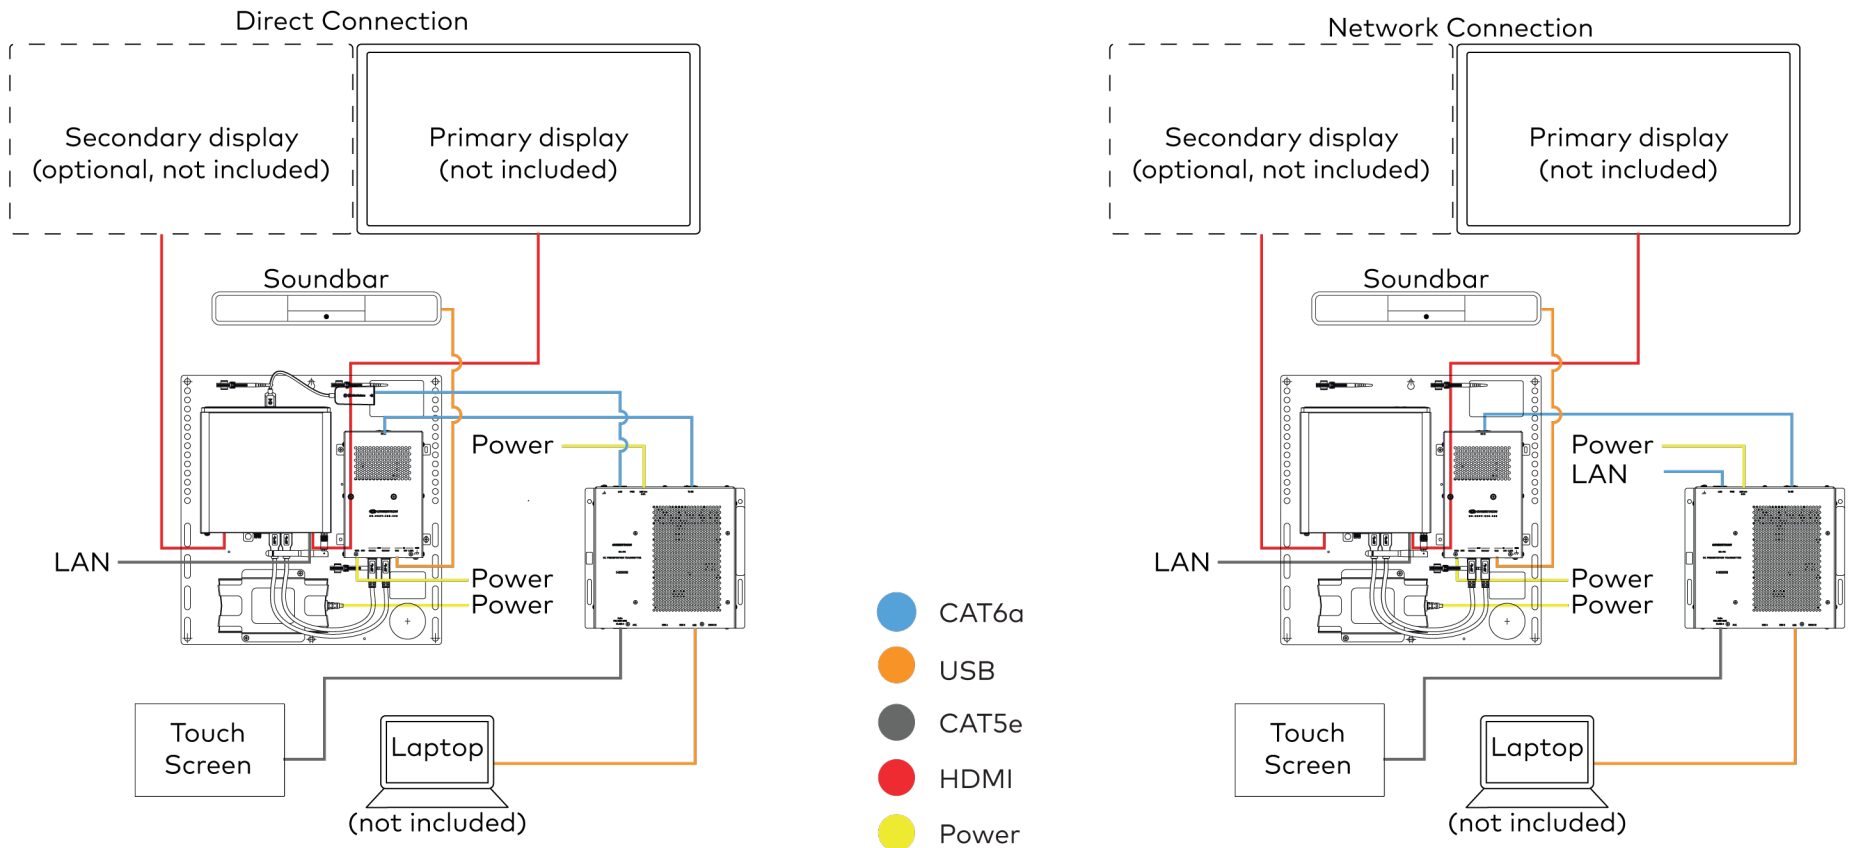 Direct Connection
Secondary display
(optional, not included)
Primary display
(not included)
Soundbar
Power
LAN
Power
Power
Touch
Screen
Laptop
(not included)
CAT6a
USB
CAT5e
HDMI
Power
Network Connection
Secondary display
(optional, not included)
Primary display
(not included)
Soundbar
Power
LAN
LAN
Power
Power
Touch
Screen
Laptop
(not included)